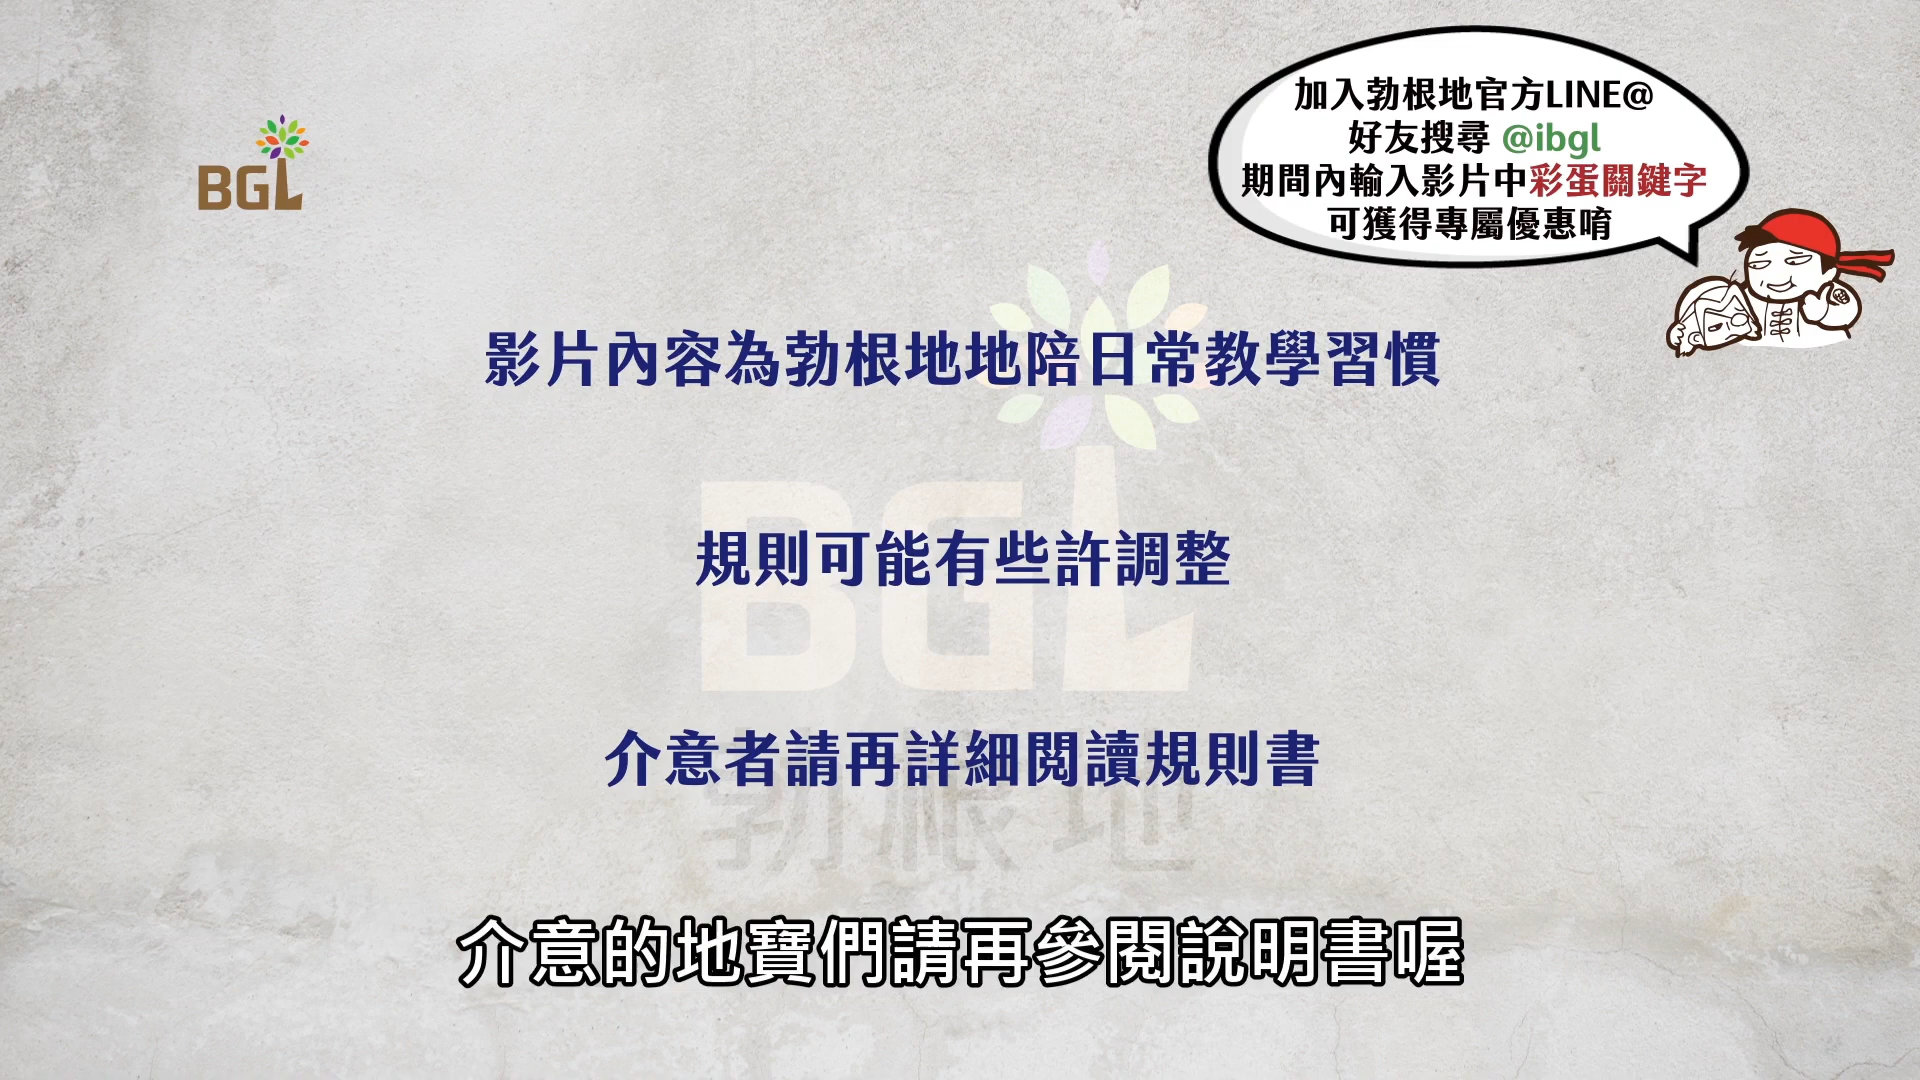 加入勃根地官方LINE@
好友搜尋 @ibgl
期間內輸入影片中彩蛋關鍵字
可獲得專屬優惠唷
BGL
影片內容為勃根地地陪日常教學習慣
規則可能有些許調整
介意者請再詳細閱讀規則書
BGL
勃根地
介意的地寶們請再參閱說明書喔